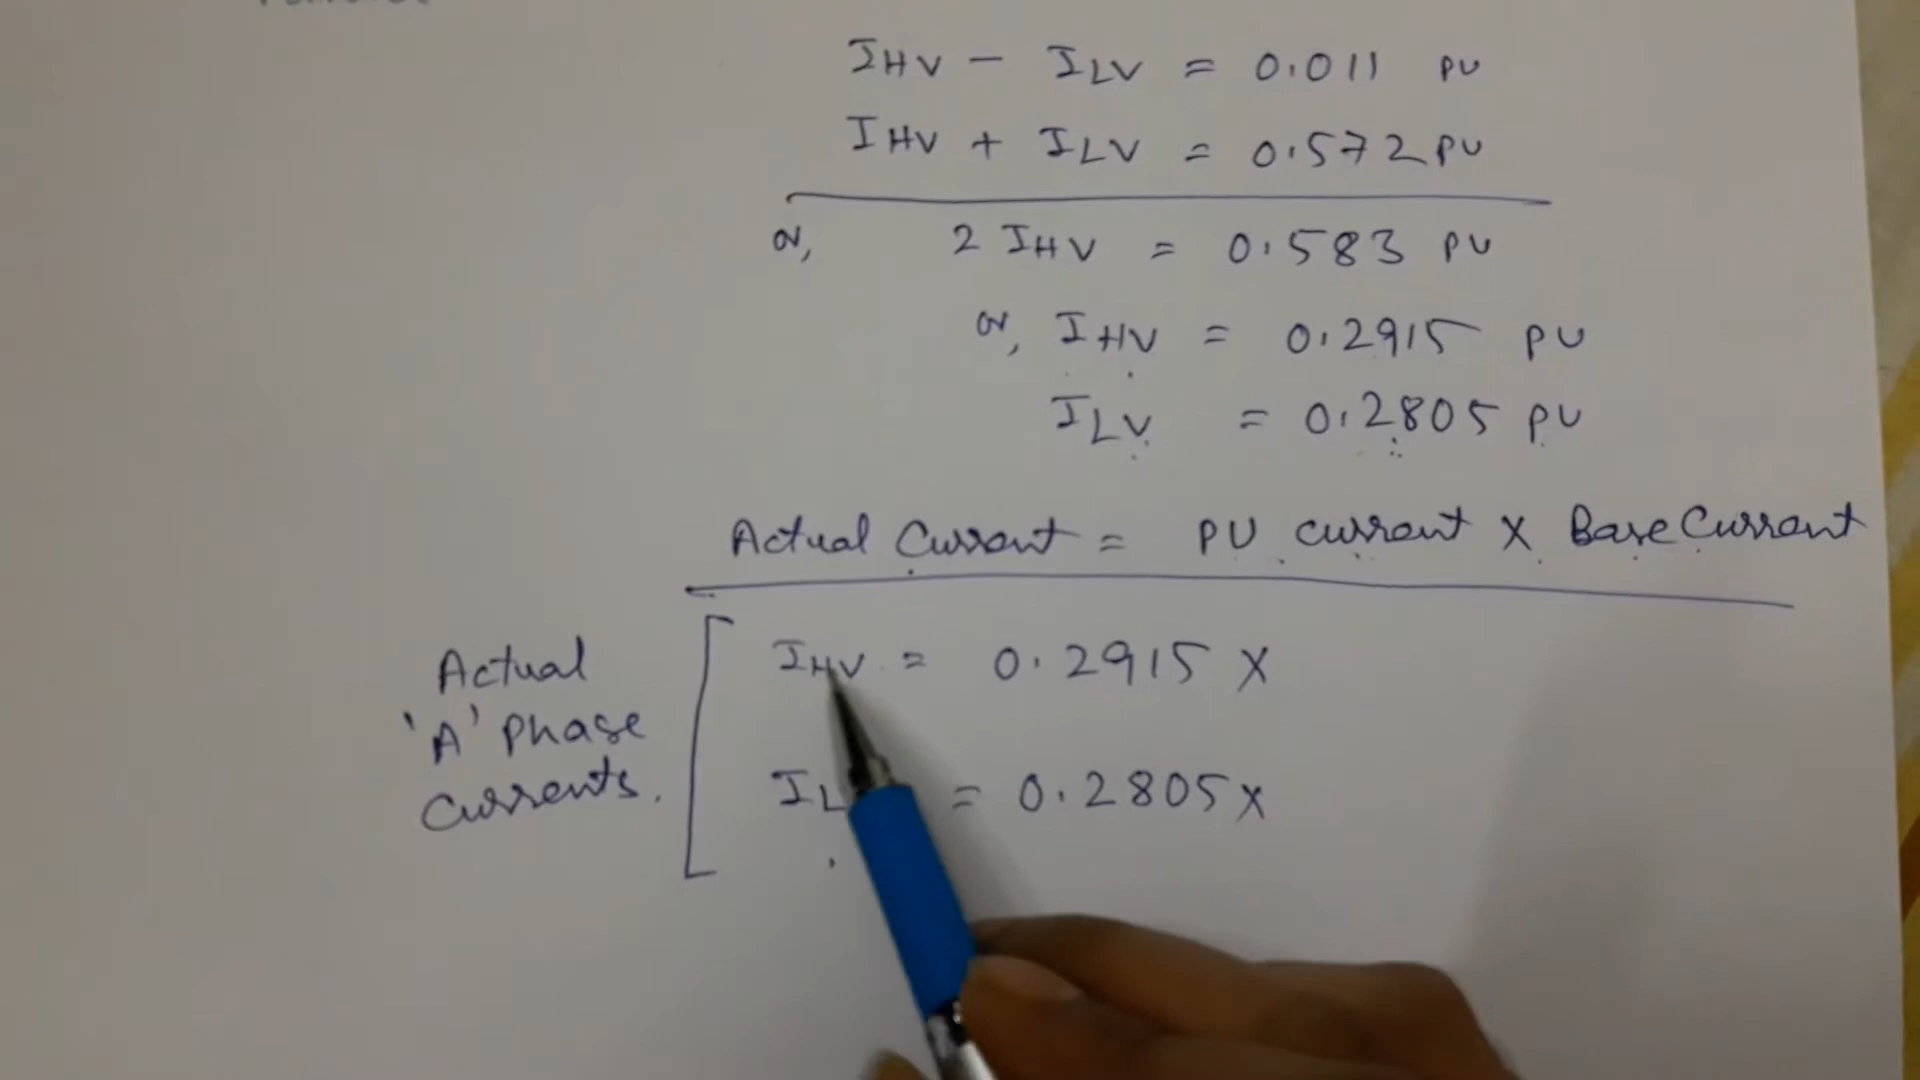 IHV - ILV = 0.011 PU
IHV + ILV = 0.572 PU
or, 2 IHV = 0.583 PU
or, IHV = 0.2915 PU
ILV = 0.2805 PU
Actual Current = PU current X Base Current
Actual 'A' Phase Currents.
IHV = 0.2915 X
IL = 0.2805 X